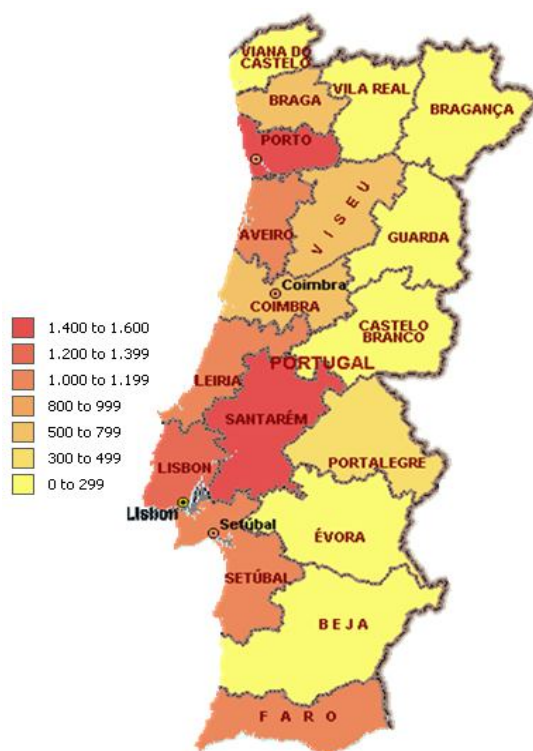 VIANA DO
CASTELO
BRAGA
VILA REAL
BRAGANÇA
PORTO
AVEIRO
VISEU
GUARDA
Coimbra
COIMBRA
CASTELO
BRANCO
PORTUGAL
LEIRIA
SANTARÉM
LISBON
PORTALEGRE
Lisbon
Setúbal
ÉVORA
SETÚBAL
BEJA
FARO
1.400 to 1.600
1.200 to 1.399
1.000 to 1.199
800 to 999
500 to 799
300 to 499
0 to 299